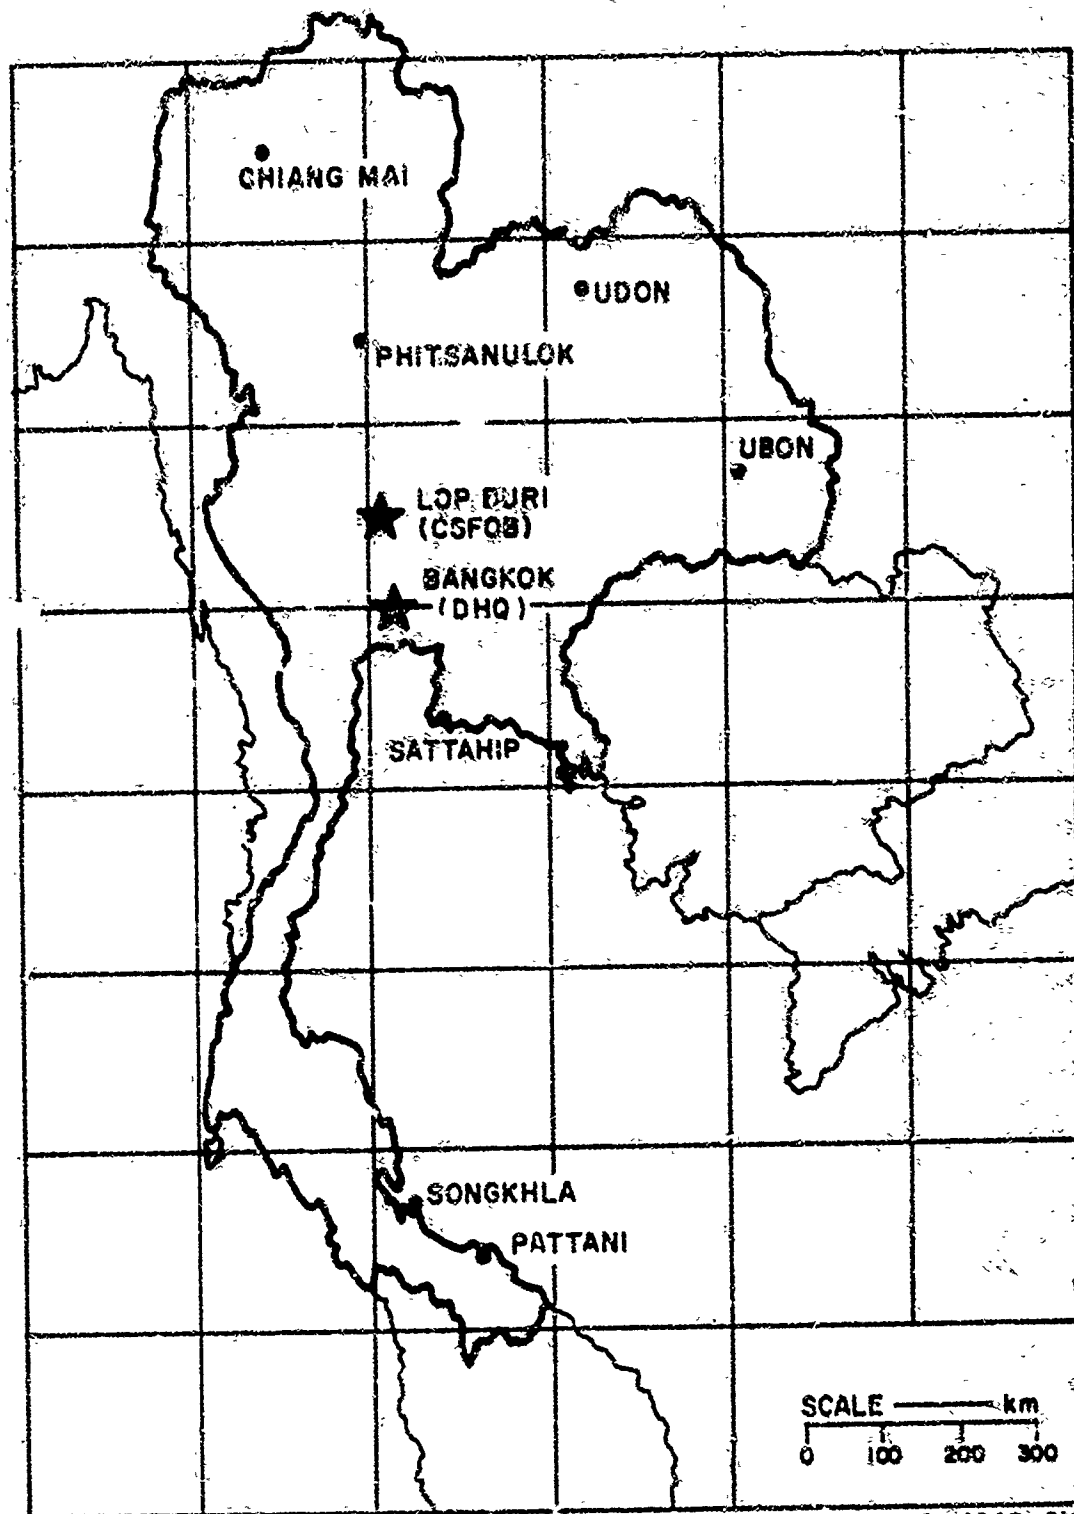 CHIANG MAI
UDON
PHITSANULOK
UBON
LOP BURI
(CSFOB)
BANGKOK
(DHQ)
SATTAHIP
SONGKHLA
PATTANI
SCALE km
0 100 200 300